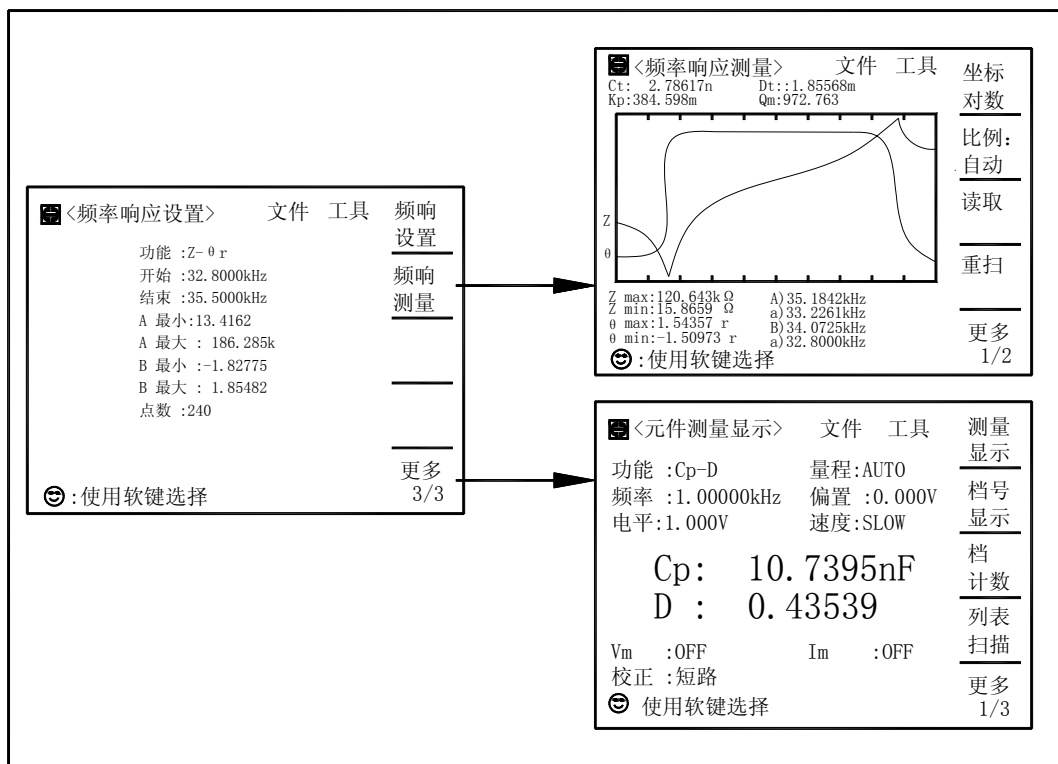 <频率响应设置> 文件 工具
功能 :Z-θr
开始 :32.8000kHz
结束 :35.5000kHz
A 最小:13.4162
A 最大 : 186.285k
B 最小 :-1.82775
B 最大 : 1.85482
点数 :240
:使用软键选择
频响
设置
频响
测量
更多
3/3
<频率响应测量> 文件 工具
Ct: 2.78617n Dt::1.85568m
Kp:384.598m Qm:972.763
Z
θ
Z max:120.643kΩ A)35.1842kHz
Z min:15.8659 Ω a)33.2261kHz
θ max:1.54357 r B)34.0725kHz
θ min:-1.50973 r a)32.8000kHz
:使用软键选择
坐标
对数
比例:
自动
读取
重扫
更多
1/2
<元件测量显示> 文件 工具
功能 :Cp-D 量程:AUTO
频率 :1.00000kHz 偏置 :0.000V
电平:1.000V 速度:SLOW
Cp: 10.7395nF
D : 0.43539
Vm :OFF Im :OFF
校正 :短路
使用软键选择
测量
显示
档号
显示
档
计数
列表
扫描
更多
1/3